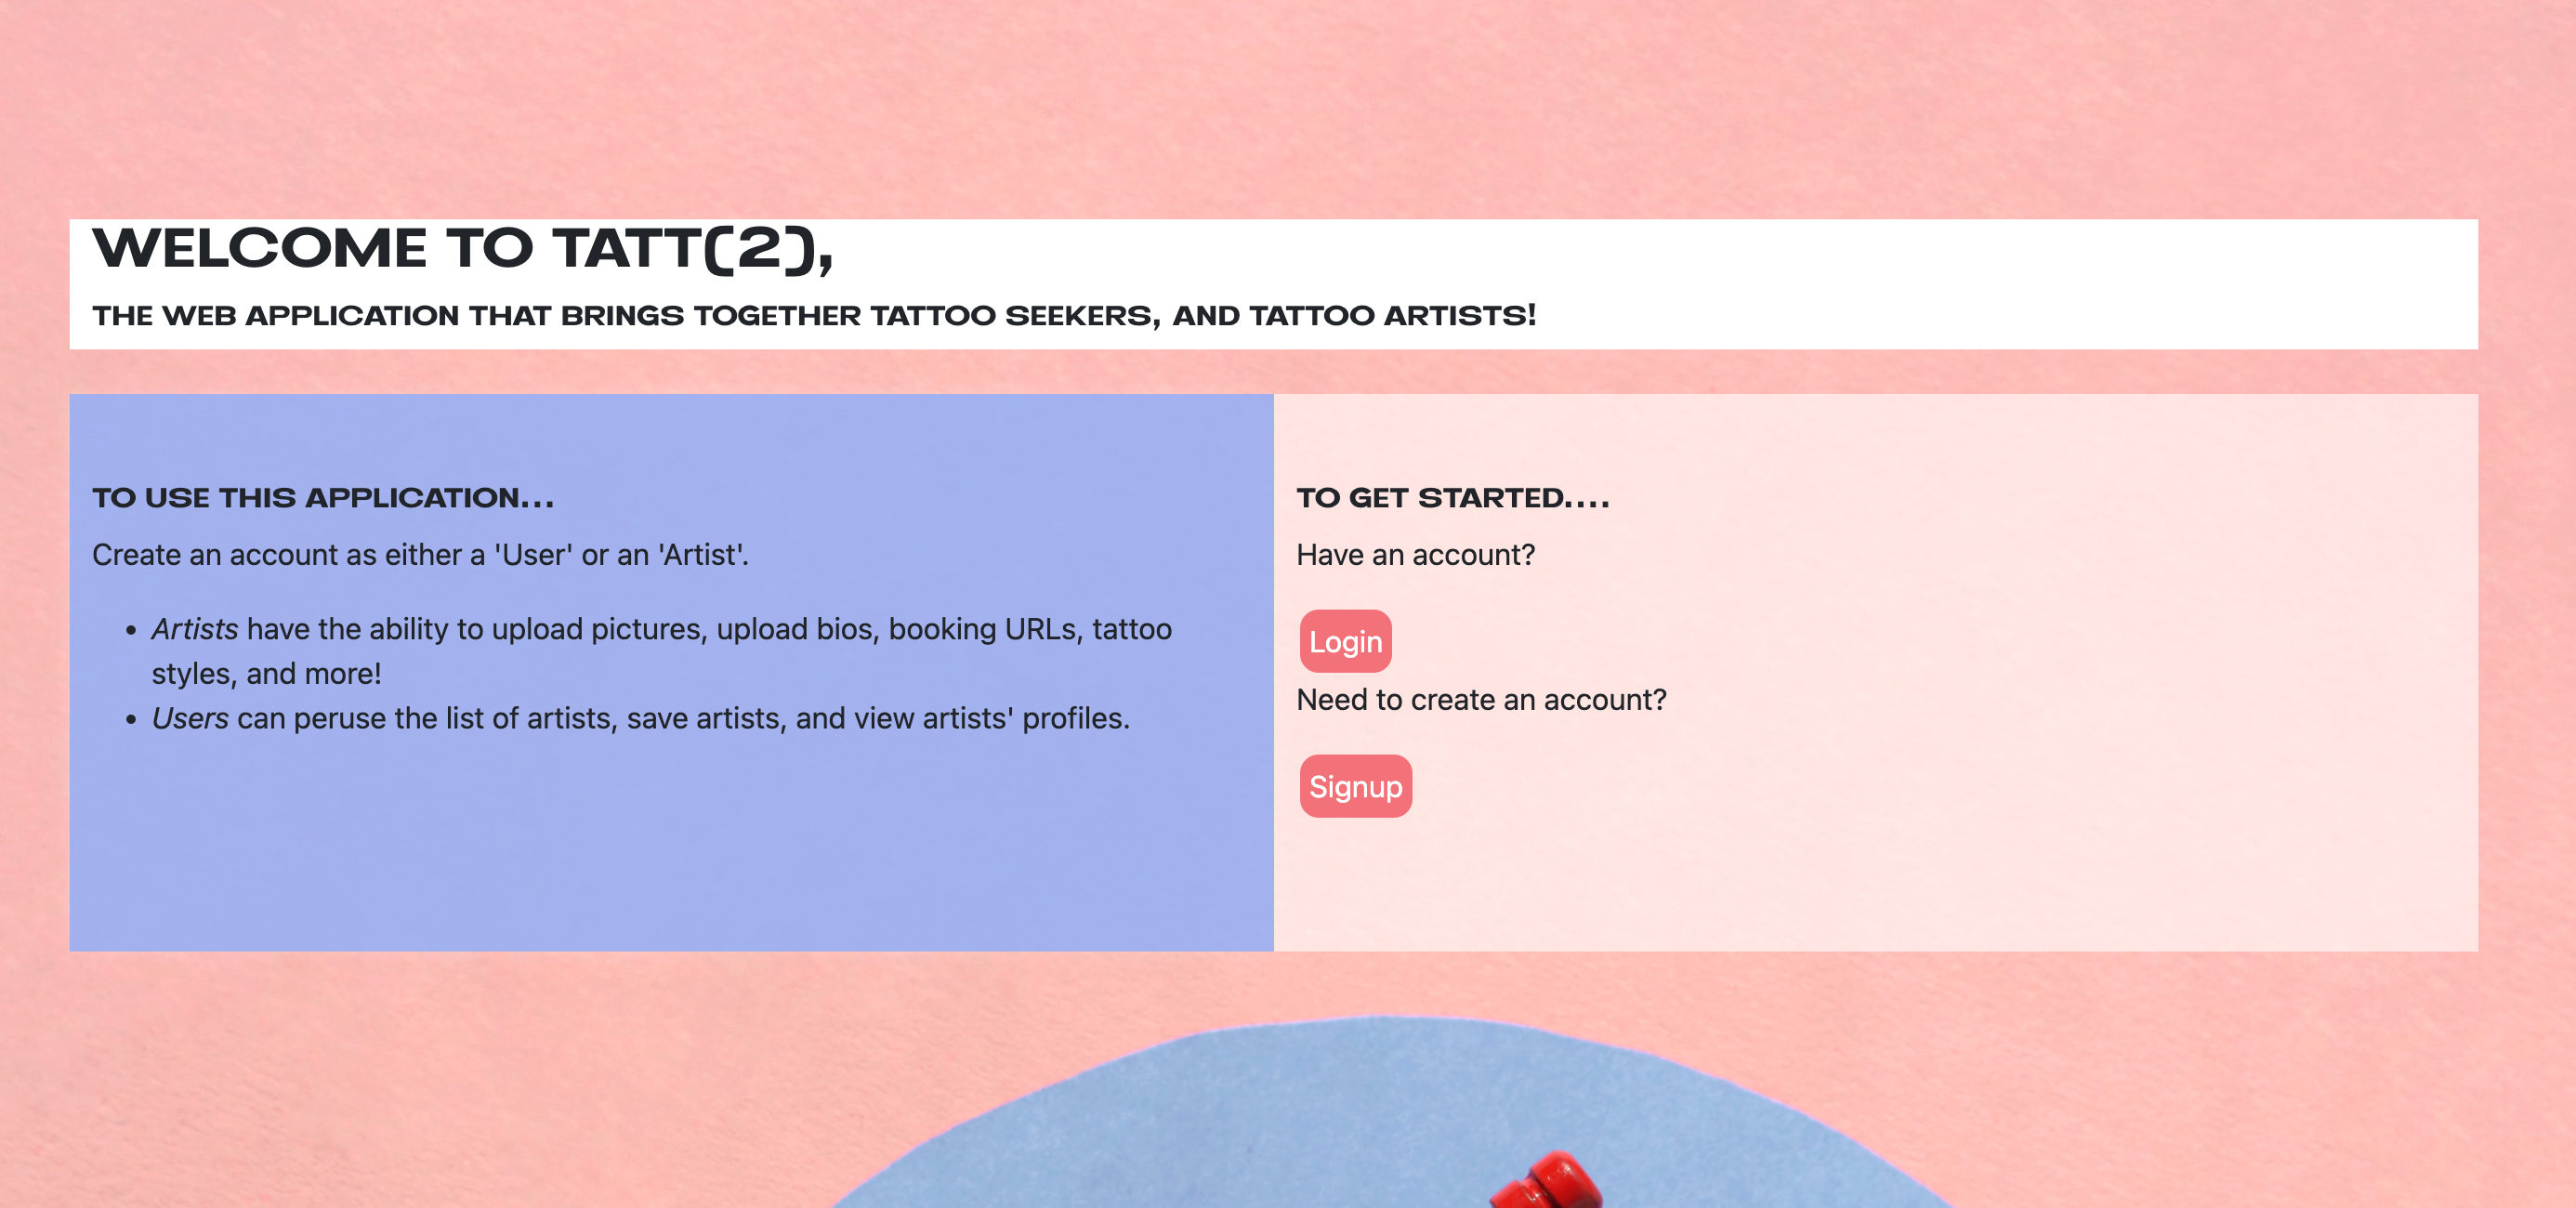 WELCOME TO TATT(2),
THE WEB APPLICATION THAT BRINGS TOGETHER TATTOO SEEKERS, AND TATTOO ARTISTS!
TO USE THIS APPLICATION...
Create an account as either a 'User' or an 'Artist'.
• Artists have the ability to upload pictures, upload bios, booking URLs, tattoo
styles, and more!
• Users can peruse the list of artists, save artists, and view artists' profiles.
TO GET STARTED....
Have an account?
Login
Need to create an account?
Signup